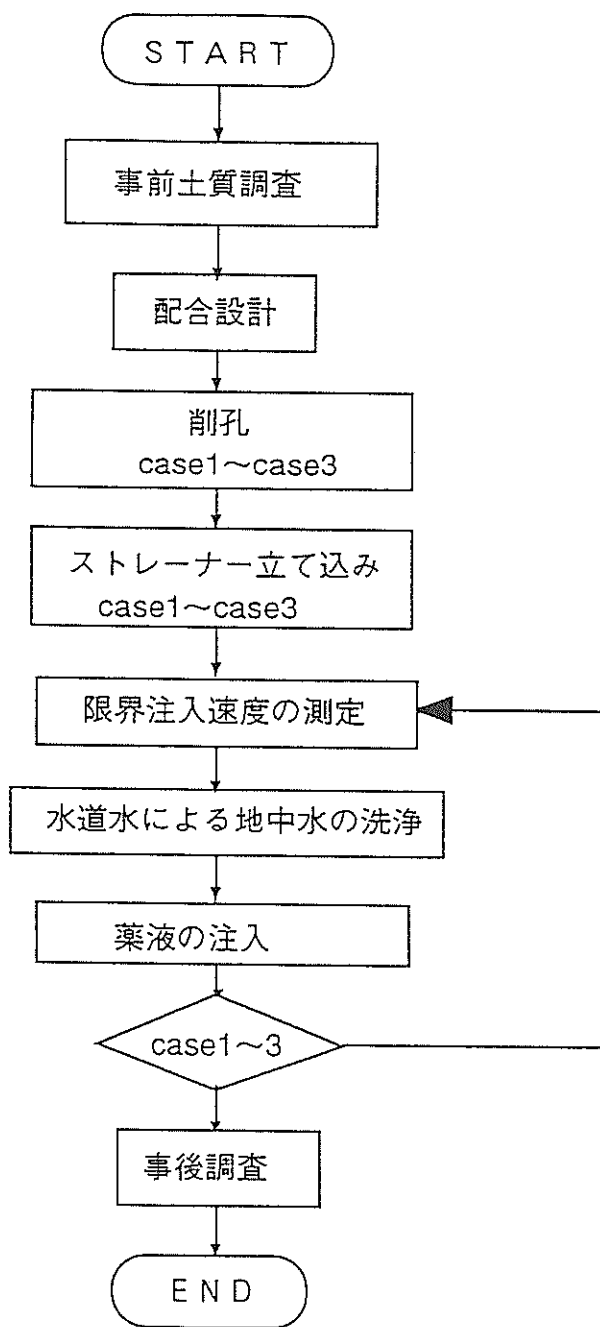 START
事前土質調査
配合設計
削孔
case1～case3
ストレーナー立て込み
case1～case3
限界注入速度の測定
水道水による地中水の洗浄
薬液の注入
case1～3
事後調査
END